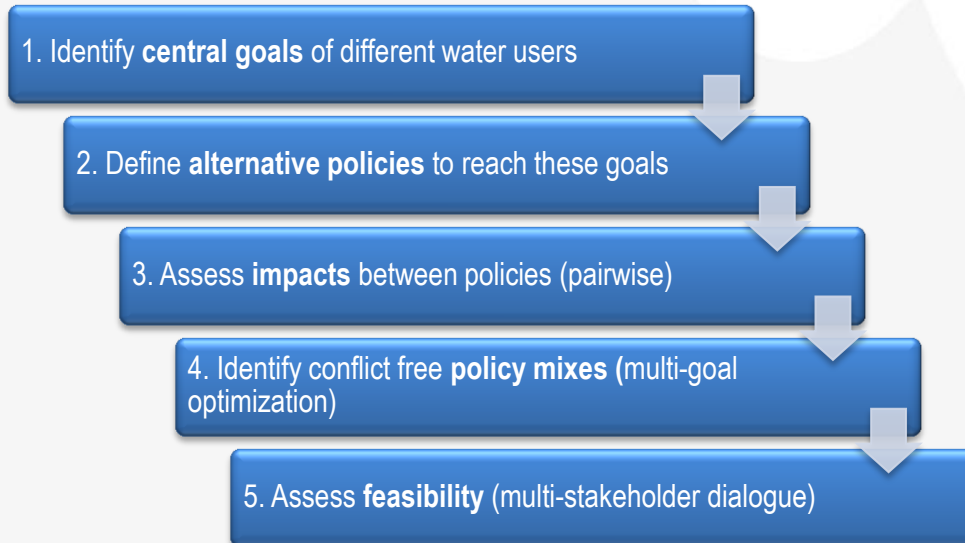 1. Identify central goals of different water users
2. Define alternative policies to reach these goals
3. Assess impacts between policies (pairwise)
4. Identify conflict free policy mixes (multi-goal
optimization)
5. Assess feasibility (multi-stakeholder dialogue)